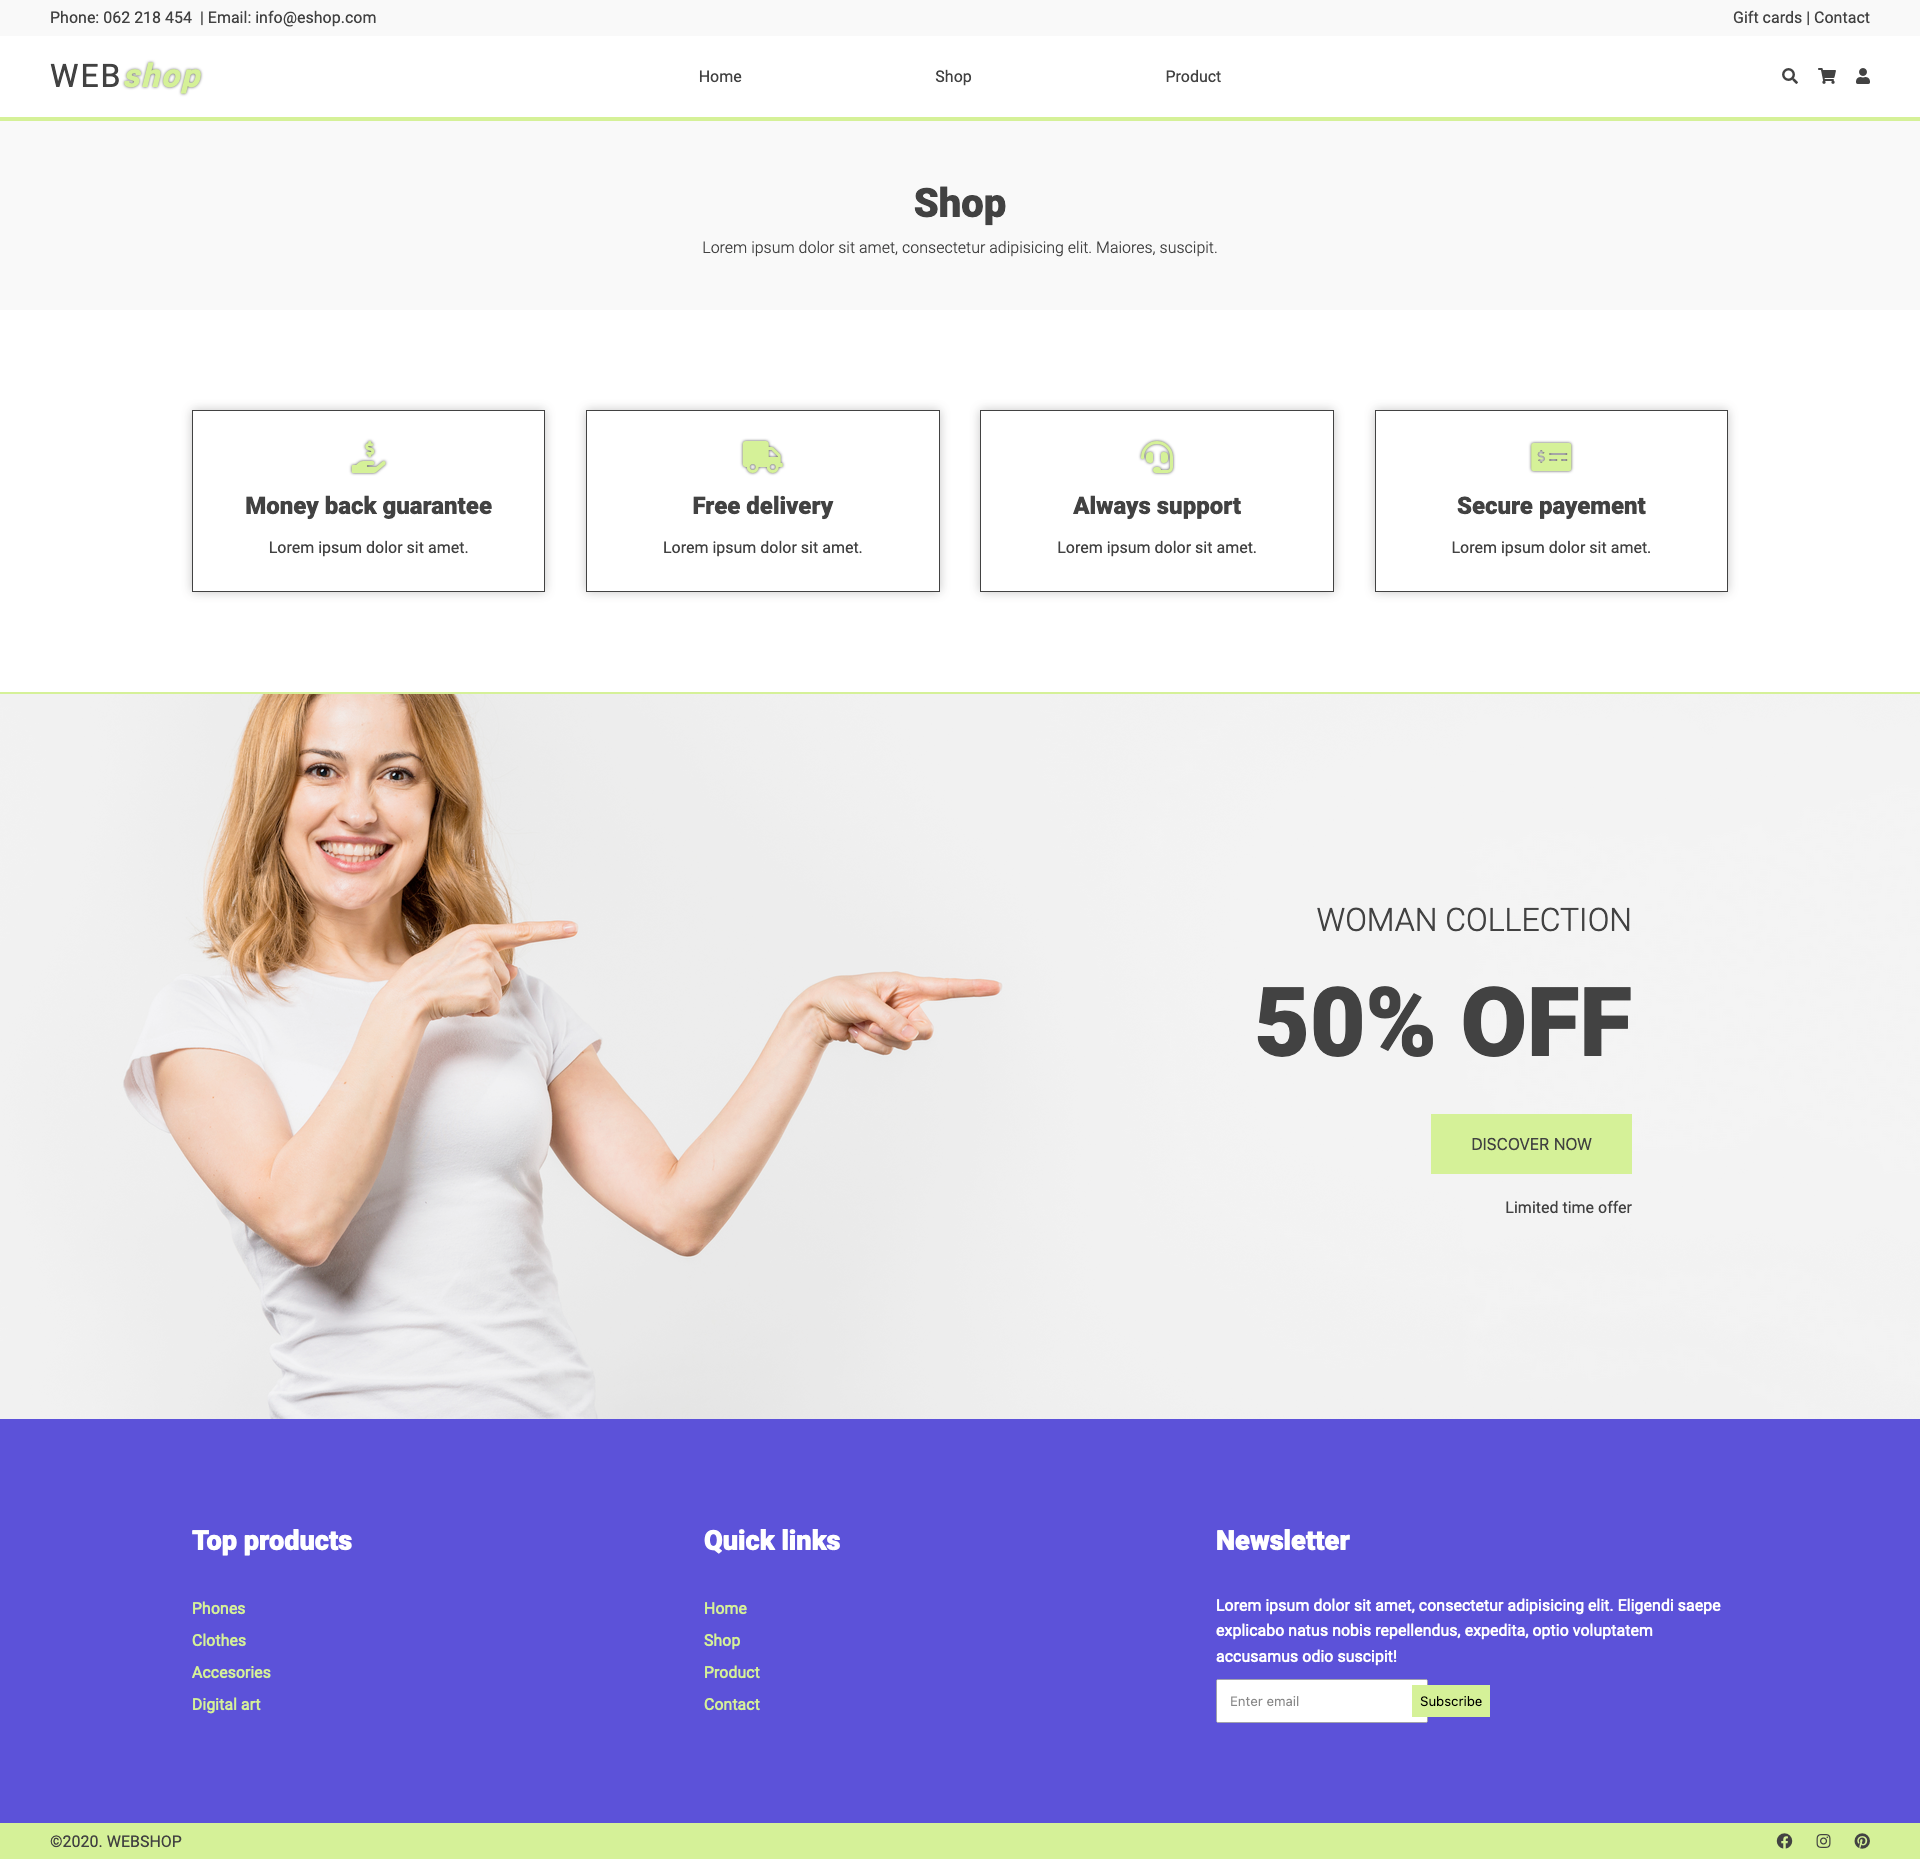 Phone: 062 218 454 | Email: info@eshop.com
Gift cards | Contact
WEBshop
Home
Shop
Product
Shop
Lorem ipsum dolor sit amet, consectetur adipisicing elit. Maiores, suscipit.
Money back guarantee
Lorem ipsum dolor sit amet.
Free delivery
Lorem ipsum dolor sit amet.
Always support
Lorem ipsum dolor sit amet.
Secure payement
Lorem ipsum dolor sit amet.
WOMAN COLLECTION
50% OFF
DISCOVER NOW
Limited time offer
Top products
Phones
Clothes
Accesories
Digital art
Quick links
Home
Shop
Product
Contact
Newsletter
Lorem ipsum dolor sit amet, consectetur adipisicing elit. Eligendi saepe
explicabo natus nobis repellendus, expedita, optio voluptatem
accusamus odio suscipit!
Enter email
Subscribe
©2020. WEBSHOP